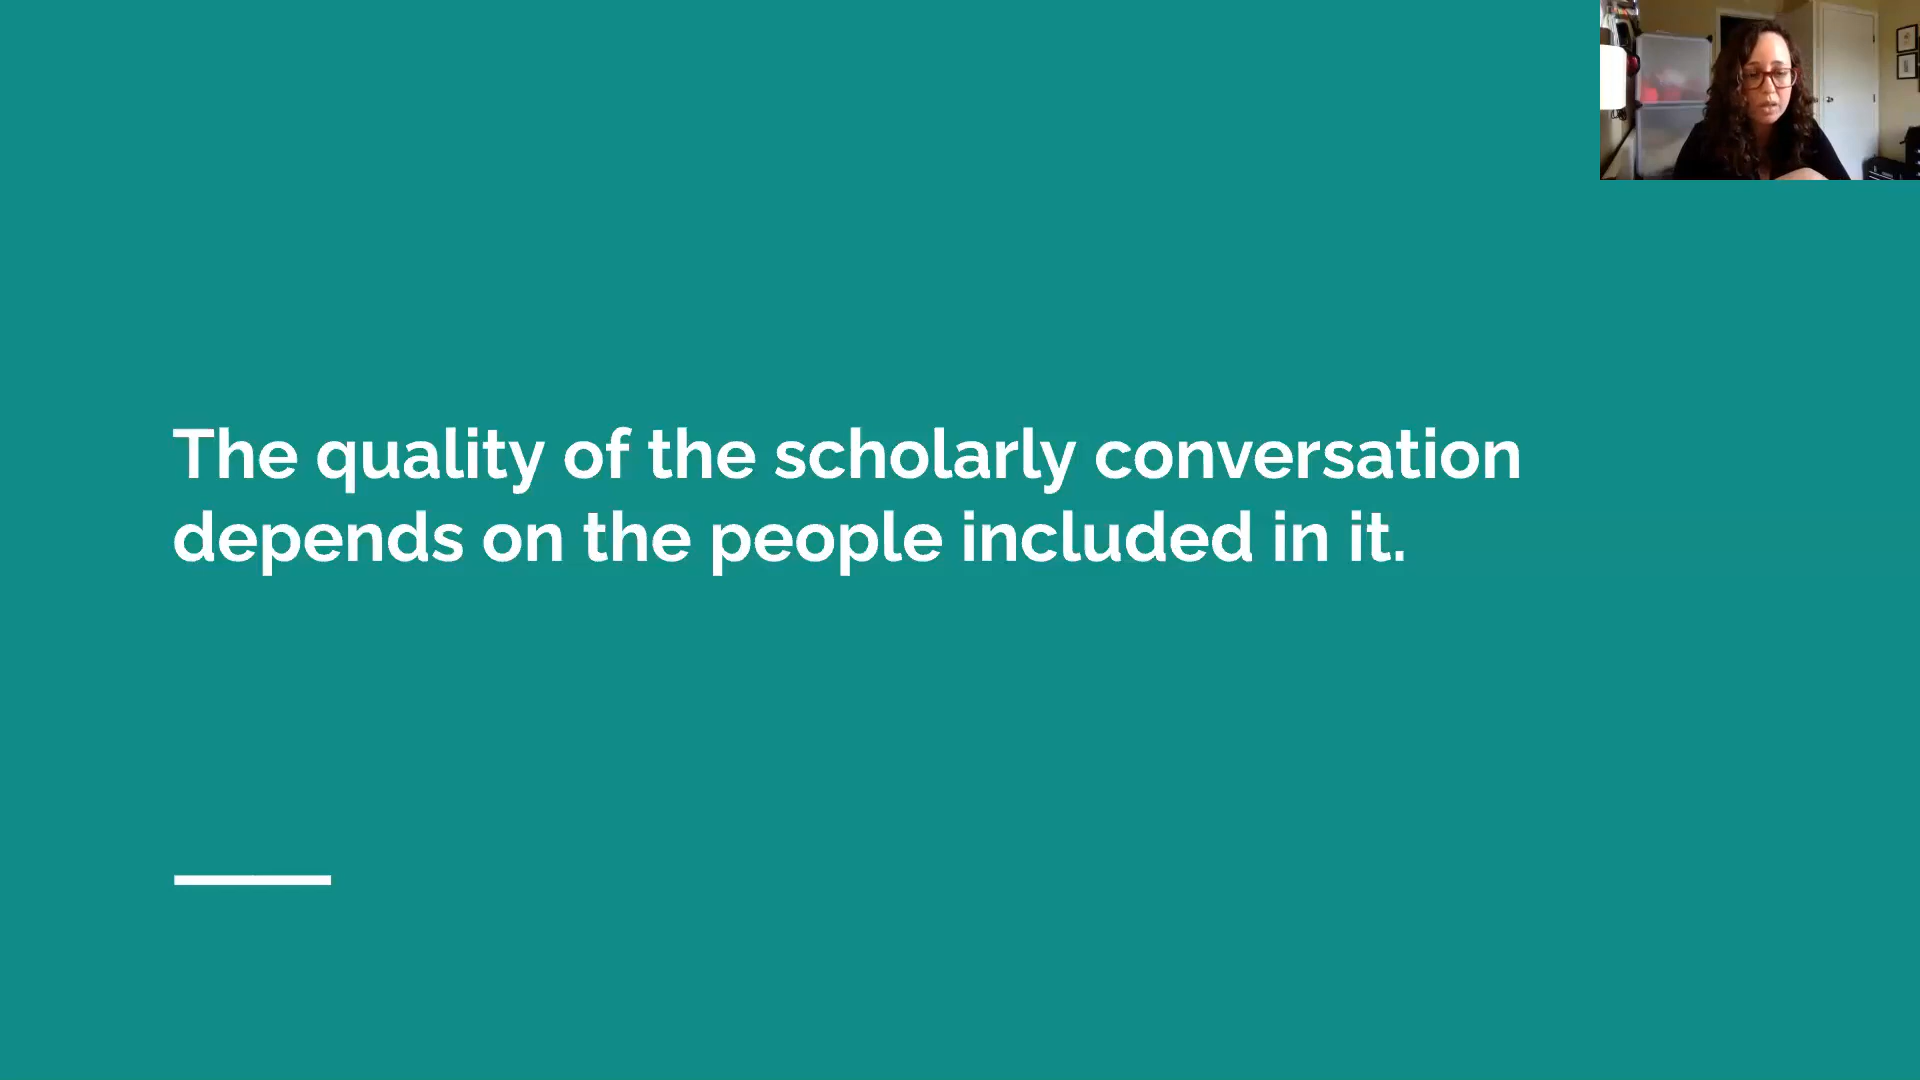 The quality of the scholarly conversation
depends on the people included in it.